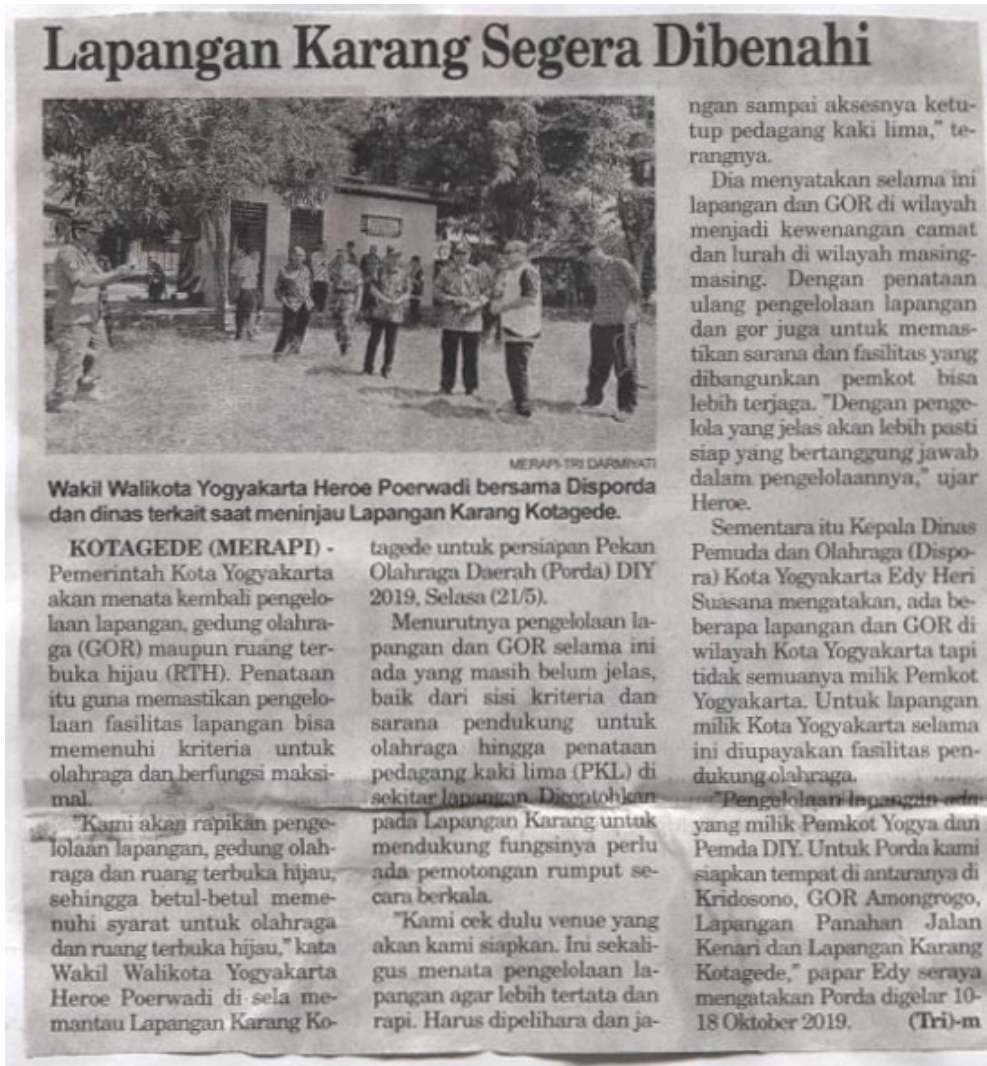 Lapangan Karang Segera Dibenahi
MERAPI-TRI DARMIYATI
Wakil Walikota Yogyakarta Heroe Poerwadi bersama Disporda
dan dinas terkait saat meninjau Lapangan Karang Kotagede.
KOTAGEDE (MERAPI) -
Pemerintah Kota Yogyakarta
akan menata kembali pengelo-
laan lapangan, gedung olahra-
ga (GOR) maupun ruang ter-
buka hijau (RTH). Penataan
itu guna memastikan pengelo-
laan fasilitas lapangan bisa
memenuhi kriteria untuk
olahraga dan berfungsi maksi-
mal.
"Kami akan rapikan penge-
lolaan lapangan, gedung olah-
raga dan ruang terbuka hijau,
sehingga betul-betul meme-
nuhi syarat untuk olahraga
dan ruang terbuka hijau," kata
Wakil Walikota Yogyakarta
Heroe Poerwadi di sela me-
mantau Lapangan Karang Ko-
tagede untuk persiapan Pekan
Olahraga Daerah (Porda) DIY
2019, Selasa (21/5).
Menurutnya pengelolaan la-
pangan dan GOR selama ini
ada yang masih belum jelas,
baik dari sisi kriteria dan
sarana pendukung untuk
olahraga hingga penataan
pedagang kaki lima (PKL) di
sekitar lapangan. Dicontohkan
pada Lapangan Karang untuk
mendukung fungsinya perlu
ada pemotongan rumput se-
cara berkala.
"Kami cek dulu venue yang
akan kami siapkan. Ini sekali-
gus menata pengelolaan la-
pangan agar lebih tertata dan
rapi. Harus dipelihara dan ja-
ngan sampai aksesnya ketu-
tup pedagang kaki lima," te-
rangnya.
Dia menyatakan selama ini
lapangan dan GOR di wilayah
menjadi kewenangan camat
dan lurah di wilayah masing-
masing. Dengan penataan
ulang pengelolaan lapangan
dan gor juga untuk memas-
tikan sarana dan fasilitas yang
dibangunkan pemkot bisa
lebih terjaga. "Dengan penge-
lola yang jelas akan lebih pasti
siap yang bertanggung jawab
dalam pengelolaannya," ujar
Heroe.
Sementara itu Kepala Dinas
Pemuda dan Olahraga (Dispo-
ra) Kota Yogyakarta Edy Heri
Suasana mengatakan, ada be-
berapa lapangan dan GOR di
wilayah Kota Yogyakarta tapi
tidak semuanya milik Pemkot
Yogyakarta. Untuk lapangan
milik Kota Yogyakarta selama
ini diupayakan fasilitas pen-
dukung olahraga.
"Pengelolaan lapangan ada
yang milik Pemkot Yogya dan
Pemda DIY. Untuk Porda kami
siapkan tempat di antaranya di
Kridosono, GOR Amongrogo,
Lapangan Panahan Jalan
Kenari dan Lapangan Karang
Kotagede," papar Edy seraya
mengatakan Porda digelar 10-
18 Oktober 2019. (Tri)-m